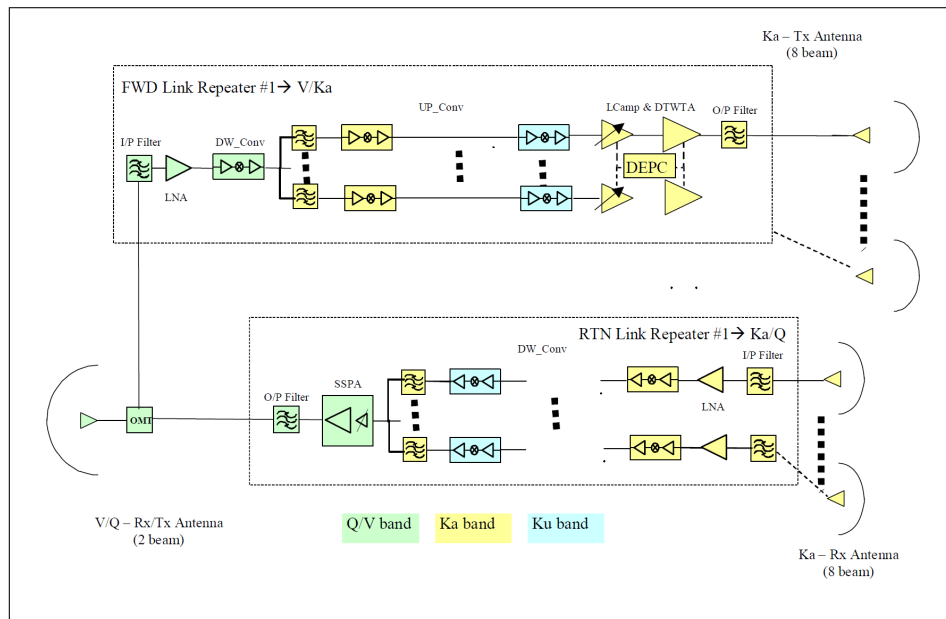 Ka – Tx Antenna
(8 beam)
FWD Link Repeater #1→ V/Ka
UP_Conv
LCamp & DTWTA
O/P Filter
I/P Filter
DW_Conv
LNA
DEPC
RTN Link Repeater #1→ Ka/Q
DW_Conv
I/P Filter
SSPA
O/P Filter
LNA
OMT
V/Q – Rx/Tx Antenna
(2 beam)
Q/V band
Ka band
Ku band
Ka – Rx Antenna
(8 beam)